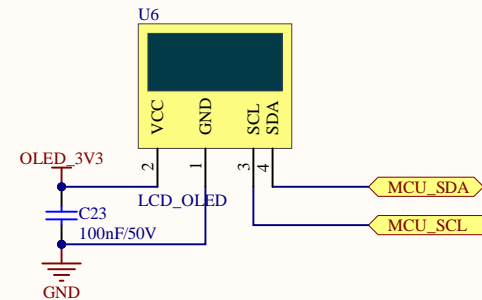 U6
VCC
GND
SCL
SDA
2
1
3
4
OLED_3V3
LCD_OLED
MCU_SDA
C23
MCU_SCL
100nF/50V
GND